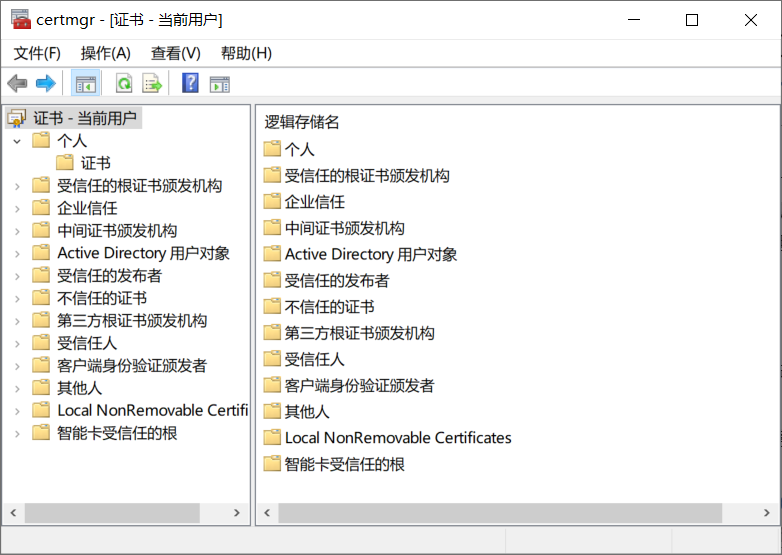 certmgr - [证书 - 当前用户]
文件(F) 操作(A) 查看(V) 帮助(H)
证书 - 当前用户
个人
证书
受信任的根证书颁发机构
企业信任
中间证书颁发机构
Active Directory 用户对象
受信任的发布者
不信任的证书
第三方根证书颁发机构
受信任人
客户端身份验证颁发者
其他人
Local NonRemovable Certifi
智能卡受信任的根
逻辑存储名
个人
受信任的根证书颁发机构
企业信任
中间证书颁发机构
Active Directory 用户对象
受信任的发布者
不信任的证书
第三方根证书颁发机构
受信任人
客户端身份验证颁发者
其他人
Local NonRemovable Certificates
智能卡受信任的根